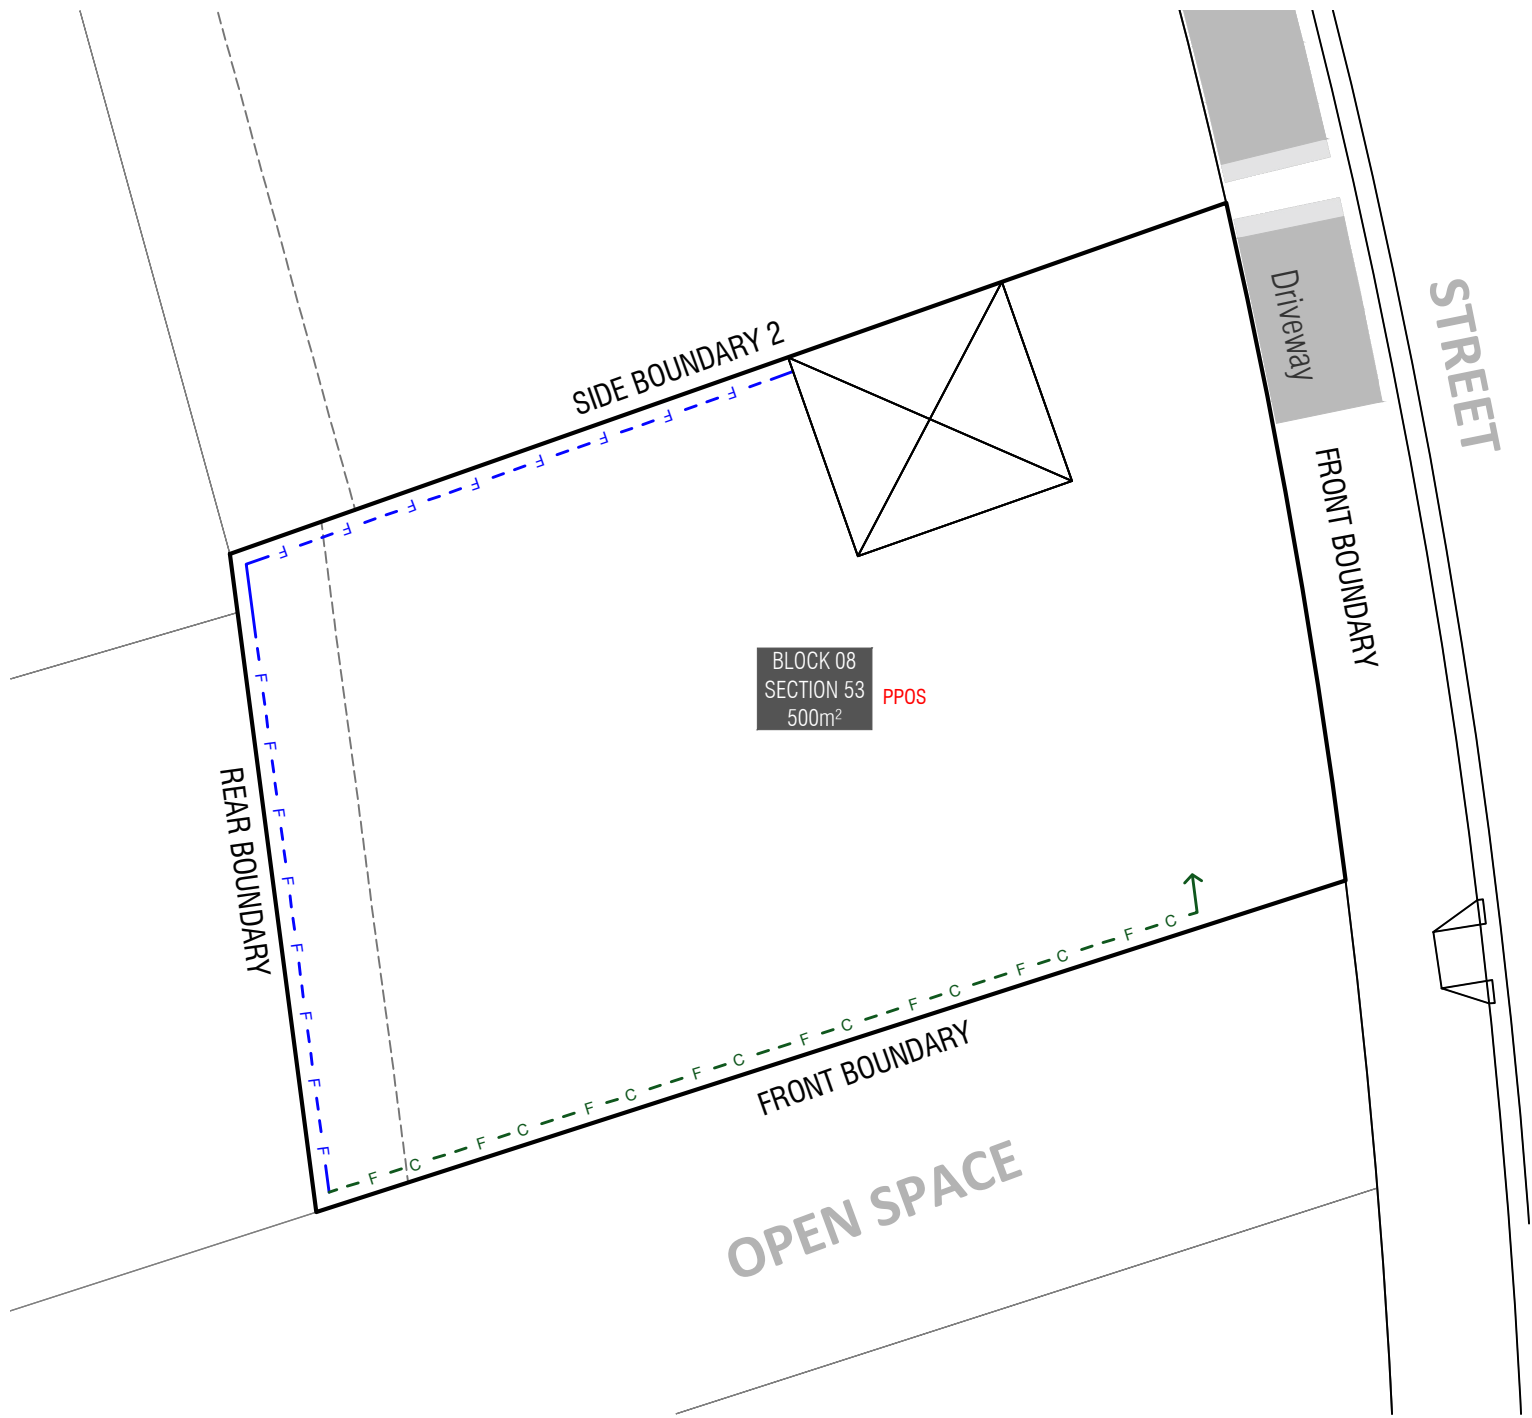 STREET
Driveway
SIDE BOUNDARY 2
F F F F F F F F
FRONT BOUNDARY
BLOCK 08
SECTION 53
500m²
PPOS
REAR BOUNDARY
F F F F F F F F
F C F C F C F C F C F C F C F C
FRONT BOUNDARY
OPEN SPACE